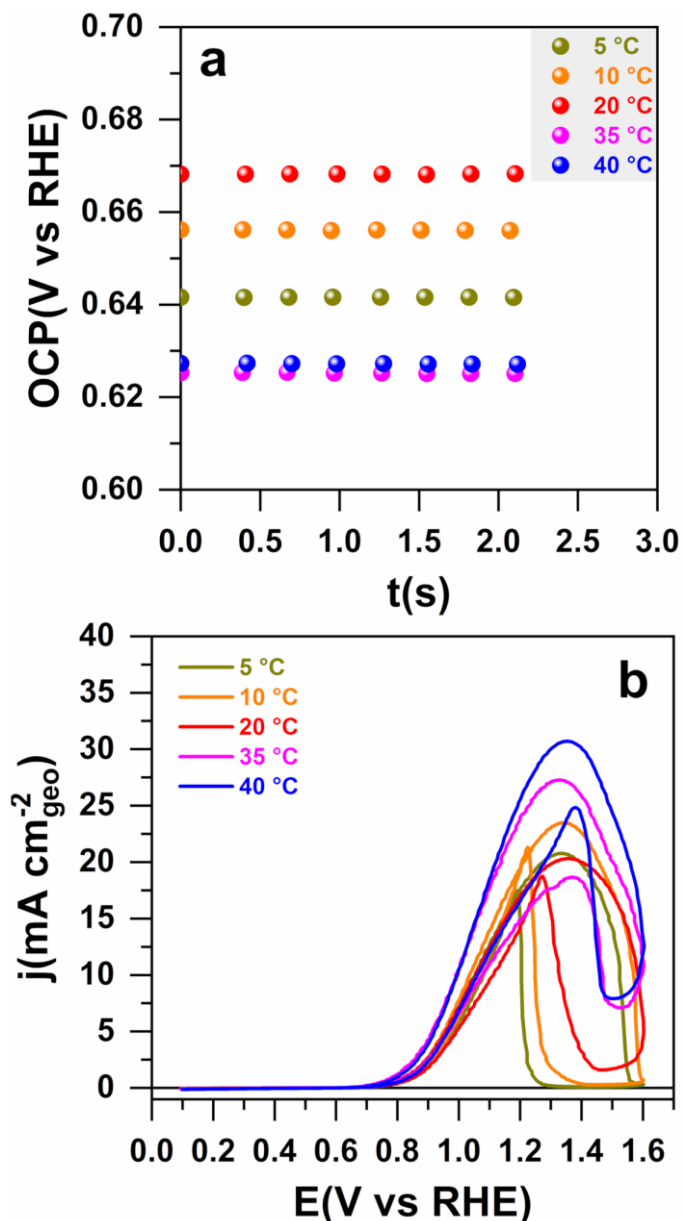 a
5 °C
10 °C
20 °C
35 °C
40 °C
OCP(V vs RHE)
0.70
0.68
0.66
0.64
0.62
0.60
0.0 0.5 1.0 1.5 2.0 2.5 3.0
t(s)
b
5 °C
10 °C
20 °C
35 °C
40 °C
j(mA cm⁻²geo)
40
35
30
25
20
15
10
5
0
0.0 0.2 0.4 0.6 0.8 1.0 1.2 1.4 1.6
E(V vs RHE)